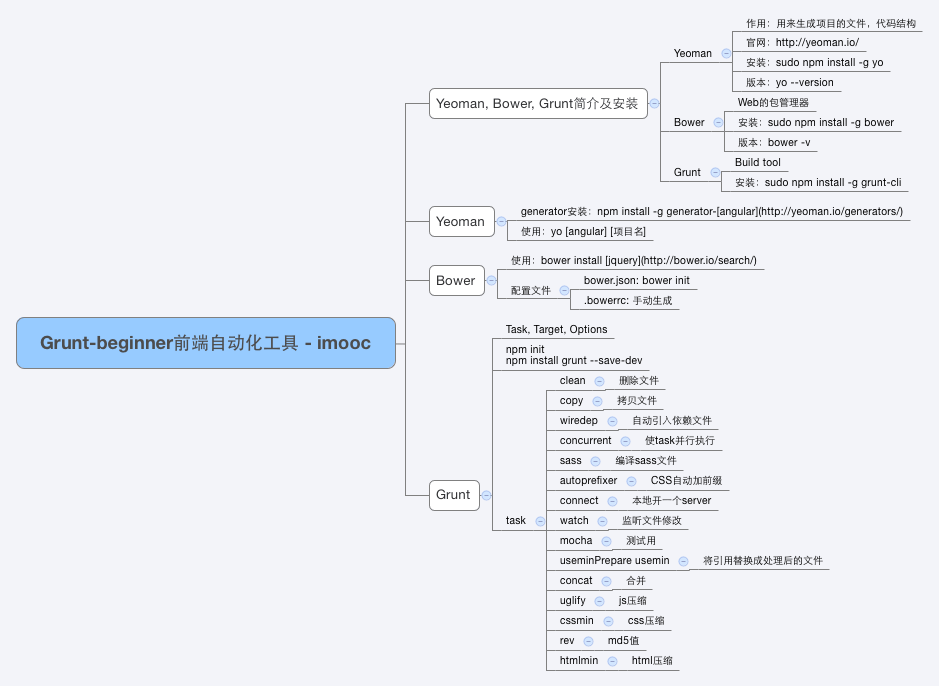 Grunt-beginner前端自动化工具 - imooc
Yeoman, Bower, Grunt简介及安装
Yeoman
作用：用来生成项目的文件，代码结构
官网：http://yeoman.io/
安装：sudo npm install -g yo
版本：yo --version
Bower
Web的包管理器
安装：sudo npm install -g bower
版本：bower -v
Grunt
Build tool
安装：sudo npm install -g grunt-cli
Yeoman
generator安装：npm install -g generator-[angular](http://yeoman.io/generators/)
使用：yo [angular] [项目名]
Bower
使用：bower install [jquery](http://bower.io/search/)
配置文件
bower.json: bower init
.bowerrc: 手动生成
Grunt
Task, Target, Options
npm init
npm install grunt --save-dev
task
clean 删除文件
copy 拷贝文件
wiredep 自动引入依赖文件
concurrent 使task并行执行
sass 编译sass文件
autoprefixer CSS自动加前缀
connect 本地开一个server
watch 监听文件修改
mocha 测试用
useminPrepare usemin 将引用替换成处理后的文件
concat 合并
uglify js压缩
cssmin css压缩
rev md5值
htmlmin html压缩